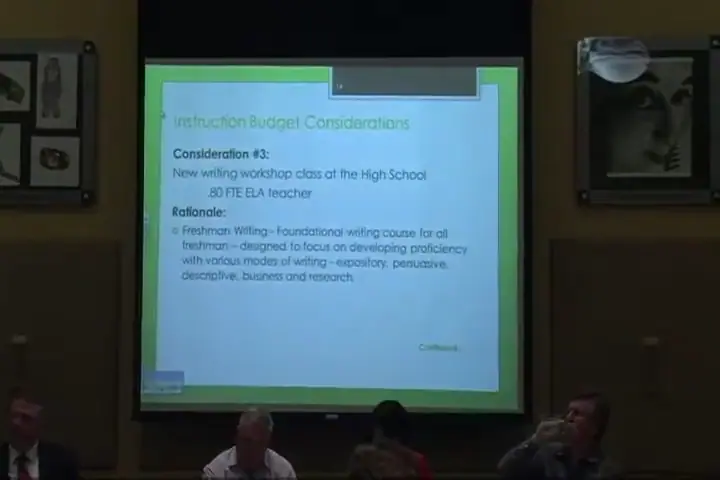 Instruction Budget Considerations
Consideration #3:
New writing workshop class at the High School
.80 FTE ELA teacher
Rationale:
Freshman Writing - Foundational writing course for all
freshman – designed to focus on developing proficiency
with various modes of writing - expository, persuasive,
descriptive, business and research.